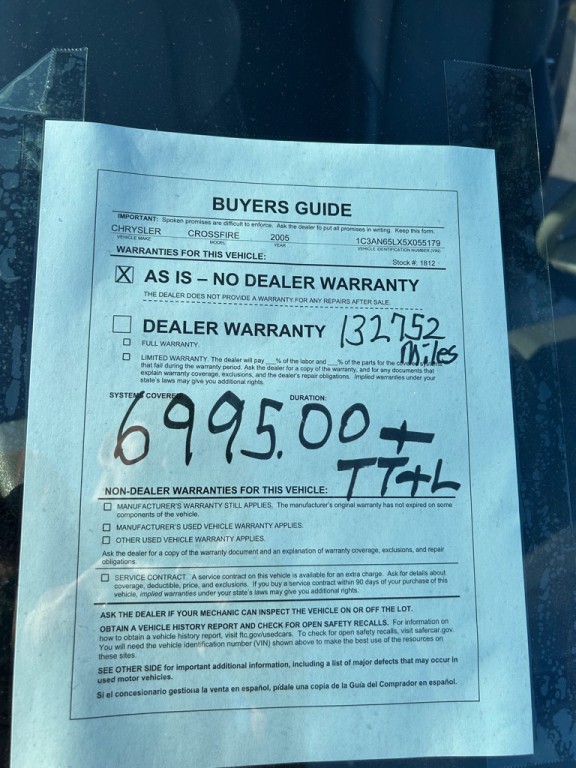 BUYERS GUIDE
IMPORTANT: Spoken promises are difficult to enforce. Ask the dealer to put all promises in writing. Keep this form.
CHRYSLER CROSSFIRE 2005 1C3AN65LX5X055179
VEHICLE MAKE MODEL YEAR VEHICLE IDENTIFICATION NUMBER (VIN)
WARRANTIES FOR THIS VEHICLE: Stock #: 1812
X AS IS – NO DEALER WARRANTY
THE DEALER DOES NOT PROVIDE A WARRANTY FOR ANY REPAIRS AFTER SALE.
DEALER WARRANTY 132752
Miles
FULL WARRANTY.
LIMITED WARRANTY. The dealer will pay ___% of the labor and ___% of the parts for the covered systems
that fail during the warranty period. Ask the dealer for a copy of the warranty, and for any documents that
explain warranty coverage, exclusions, and the dealer's repair obligations. Implied warranties under your
state's laws may give you additional rights.
SYSTEMS COVERED: DURATION:
6995.00 +
TT+L
NON-DEALER WARRANTIES FOR THIS VEHICLE:
MANUFACTURER'S WARRANTY STILL APPLIES. The manufacturer's original warranty has not expired on some
components of the vehicle.
MANUFACTURER'S USED VEHICLE WARRANTY APPLIES.
OTHER USED VEHICLE WARRANTY APPLIES.
Ask the dealer for a copy of the warranty document and an explanation of warranty coverage, exclusions, and repair
obligations.
SERVICE CONTRACT. A service contract on this vehicle is available for an extra charge. Ask for details about
coverage, deductible, price, and exclusions. If you buy a service contract within 90 days of your purchase of this
vehicle, implied warranties under your state's laws may give you additional rights.
ASK THE DEALER IF YOUR MECHANIC CAN INSPECT THE VEHICLE ON OR OFF THE LOT.
OBTAIN A VEHICLE HISTORY REPORT AND CHECK FOR OPEN SAFETY RECALLS. For information on
how to obtain a vehicle history report, visit ftc.gov/usedcars. To check for open safety recalls, visit safercar.gov.
You will need the vehicle identification number (VIN) shown above to make the best use of the resources on
these sites.
SEE OTHER SIDE for important additional information, including a list of major defects that may occur in
used motor vehicles.
Si el concesionario gestiona la venta en español, pídale una copia de la Guía del Comprador en español.